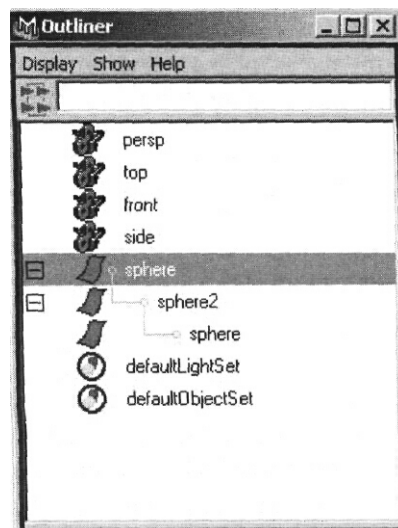 Outliner
Display Show Help
persp
top
front
side
sphere
sphere2
sphere
defaultLightSet
defaultObjectSet